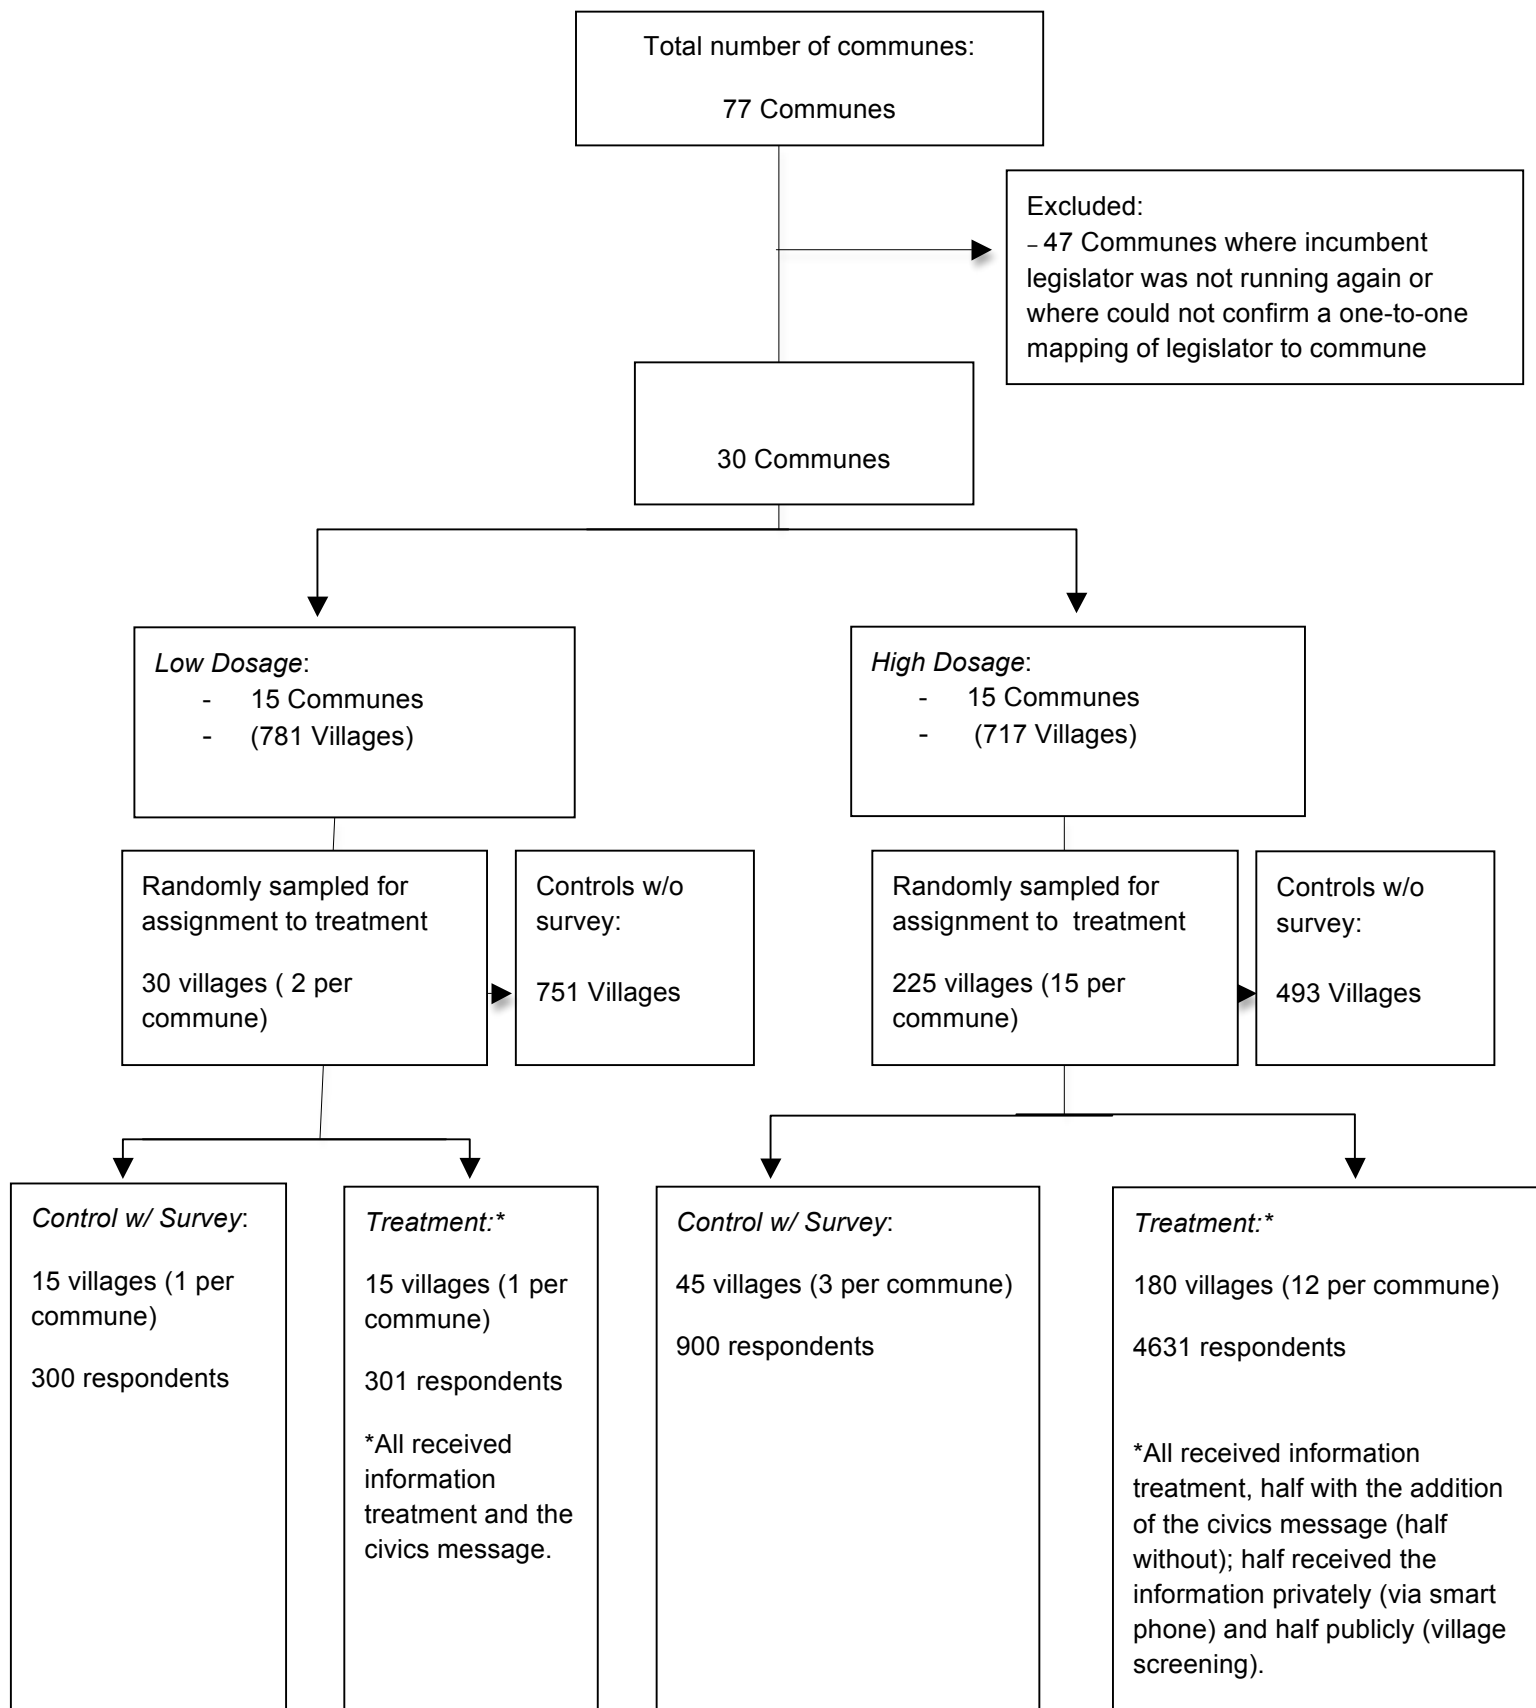 Total number of communes:
77 Communes
Excluded:
– 47 Communes where incumbent
legislator was not running again or
where could not confirm a one-to-one
mapping of legislator to commune
30 Communes
Low Dosage:
- 15 Communes
- (781 Villages)
High Dosage:
- 15 Communes
- (717 Villages)
Randomly sampled for
assignment to treatment
30 villages ( 2 per
commune)
Controls w/o
survey:
751 Villages
Randomly sampled for
assignment to  treatment
225 villages (15 per
commune)
Controls w/o
survey:
493 Villages
Control w/ Survey:
15 villages (1 per
commune)
300 respondents
Treatment:*
15 villages (1 per
commune)
301 respondents
*All received
information
treatment and the
civics message.
Control w/ Survey:
45 villages (3 per commune)
900 respondents
Treatment:*
180 villages (12 per commune)
4631 respondents
*All received information
treatment, half with the addition
of the civics message (half
without); half received the
information privately (via smart
phone) and half publicly (village
screening).